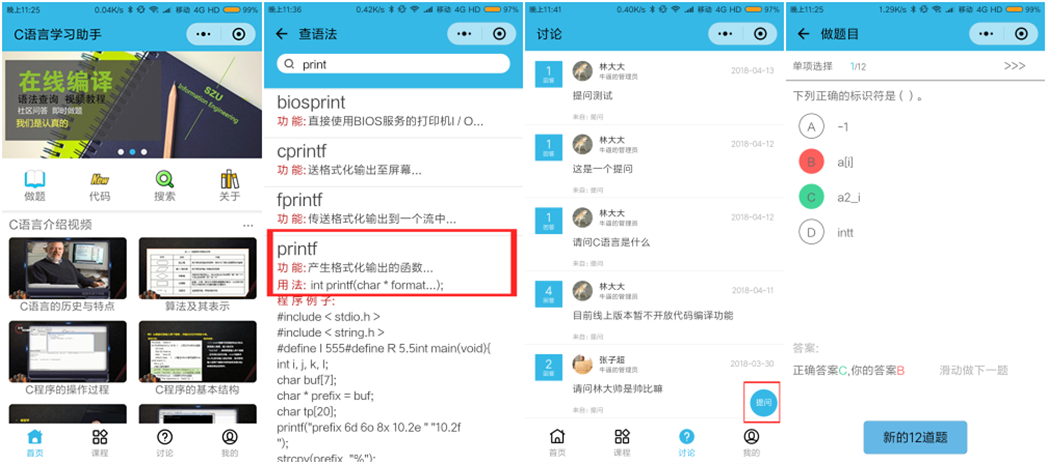 晚上11:25
0.04K/s
移动 4G HD
99%
C语言学习助手
在线编译
语法查询 视频教程
社区问答 即时做题
我们是认真的
SZU
Information Engineering
做题
New
代码
搜索
关于
C语言介绍视频
...
C语言的历史与特点
算法及其表示
C程序的操作过程
C程序的基本结构
首页
课程
讨论
我的
晚上11:36
0.42K/s
移动 4G HD
97%
查语法
print
biosprint
功 能: 直接使用BIOS服务的打印机I / O...
cprintf
功 能: 送格式化输出至屏幕...
fprintf
功 能: 传送格式化输出到一个流中...
printf
功 能: 产生格式化输出的函数...
用 法: int printf(char * format...);
程 序 例 子:
#include < stdio.h >
#include < string.h >
#define I 555#define R 5.5int main(void){
int i, j, k, l;
char buf[7];
char * prefix = buf;
char tp[20];
printf("prefix 6d 6o 8x 10.2e " "10.2f
");
strcpy(prefix, "%");
晚上11:41
0.40K/s
移动 4G HD
97%
讨论
1
回答
林大大
牛逼的管理员
2018-04-13
提问测试
来自: 提问
1
回答
林大大
牛逼的管理员
2018-04-12
这是一个提问
来自: 提问
1
回答
林大大
牛逼的管理员
2018-04-12
请问C语言是什么
来自: 提问
4
回答
林大大
牛逼的管理员
2018-04-11
目前线上版本暂不开放代码编译功能
来自: 提问
2
回答
张子超
牛逼的管理员
2018-03-30
请问林大师是帅比嘛
来自: 提问
提问
首页
课程
讨论
我的
晚上11:25
1.29K/s
移动 4G HD
99%
做题目
单项选择 1/12 >>>
下列正确的标识符是 ( ) 。
A -1
B a[i]
C a2_i
D intt
答案:
正确答案C,你的答案B 滑动做下一题
新的12道题